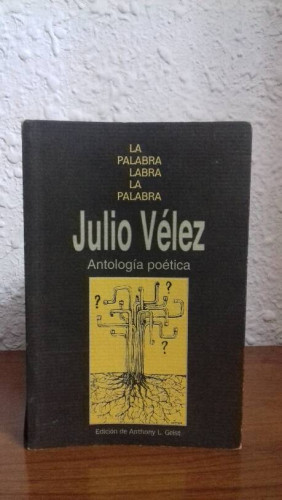 LA
PALABRA
LABRA
LA
PALABRA
Julio Vélez
Antología poética
? ?
? ?
Edición de Anthony L. Geist